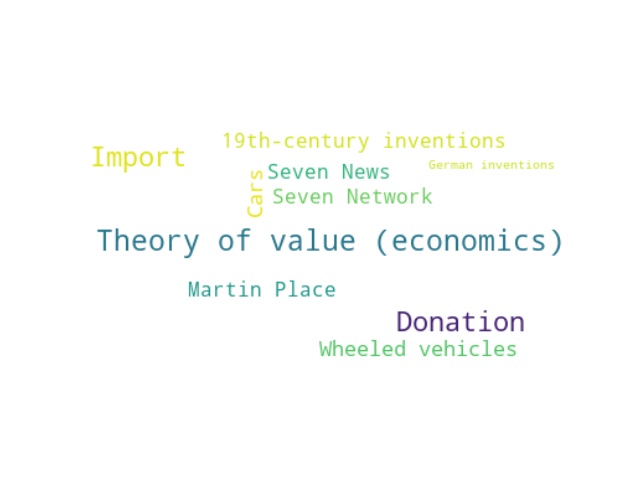 19th-century inventions
Import
German inventions
Seven News
Cars
Seven Network
Theory of value (economics)
Martin Place
Donation
Wheeled vehicles